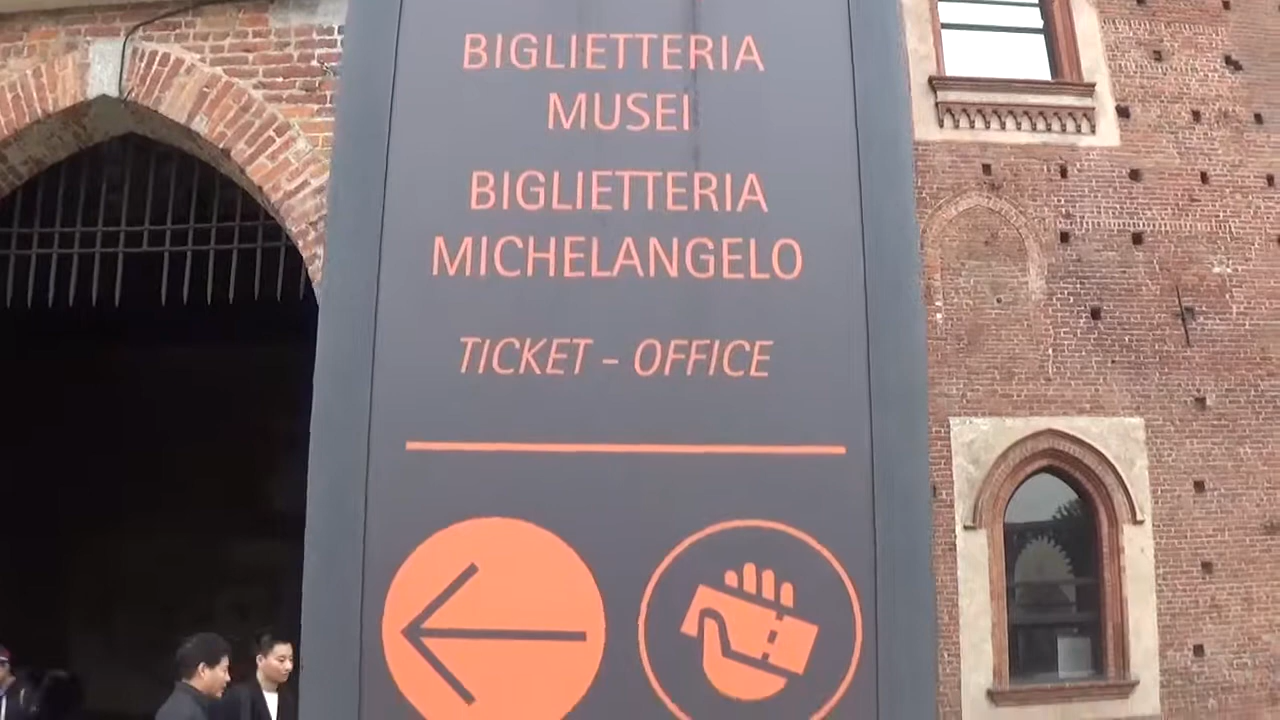 BIGLIETTERIA
MUSEI
BIGLIETTERIA
MICHELANGELO
TICKET - OFFICE